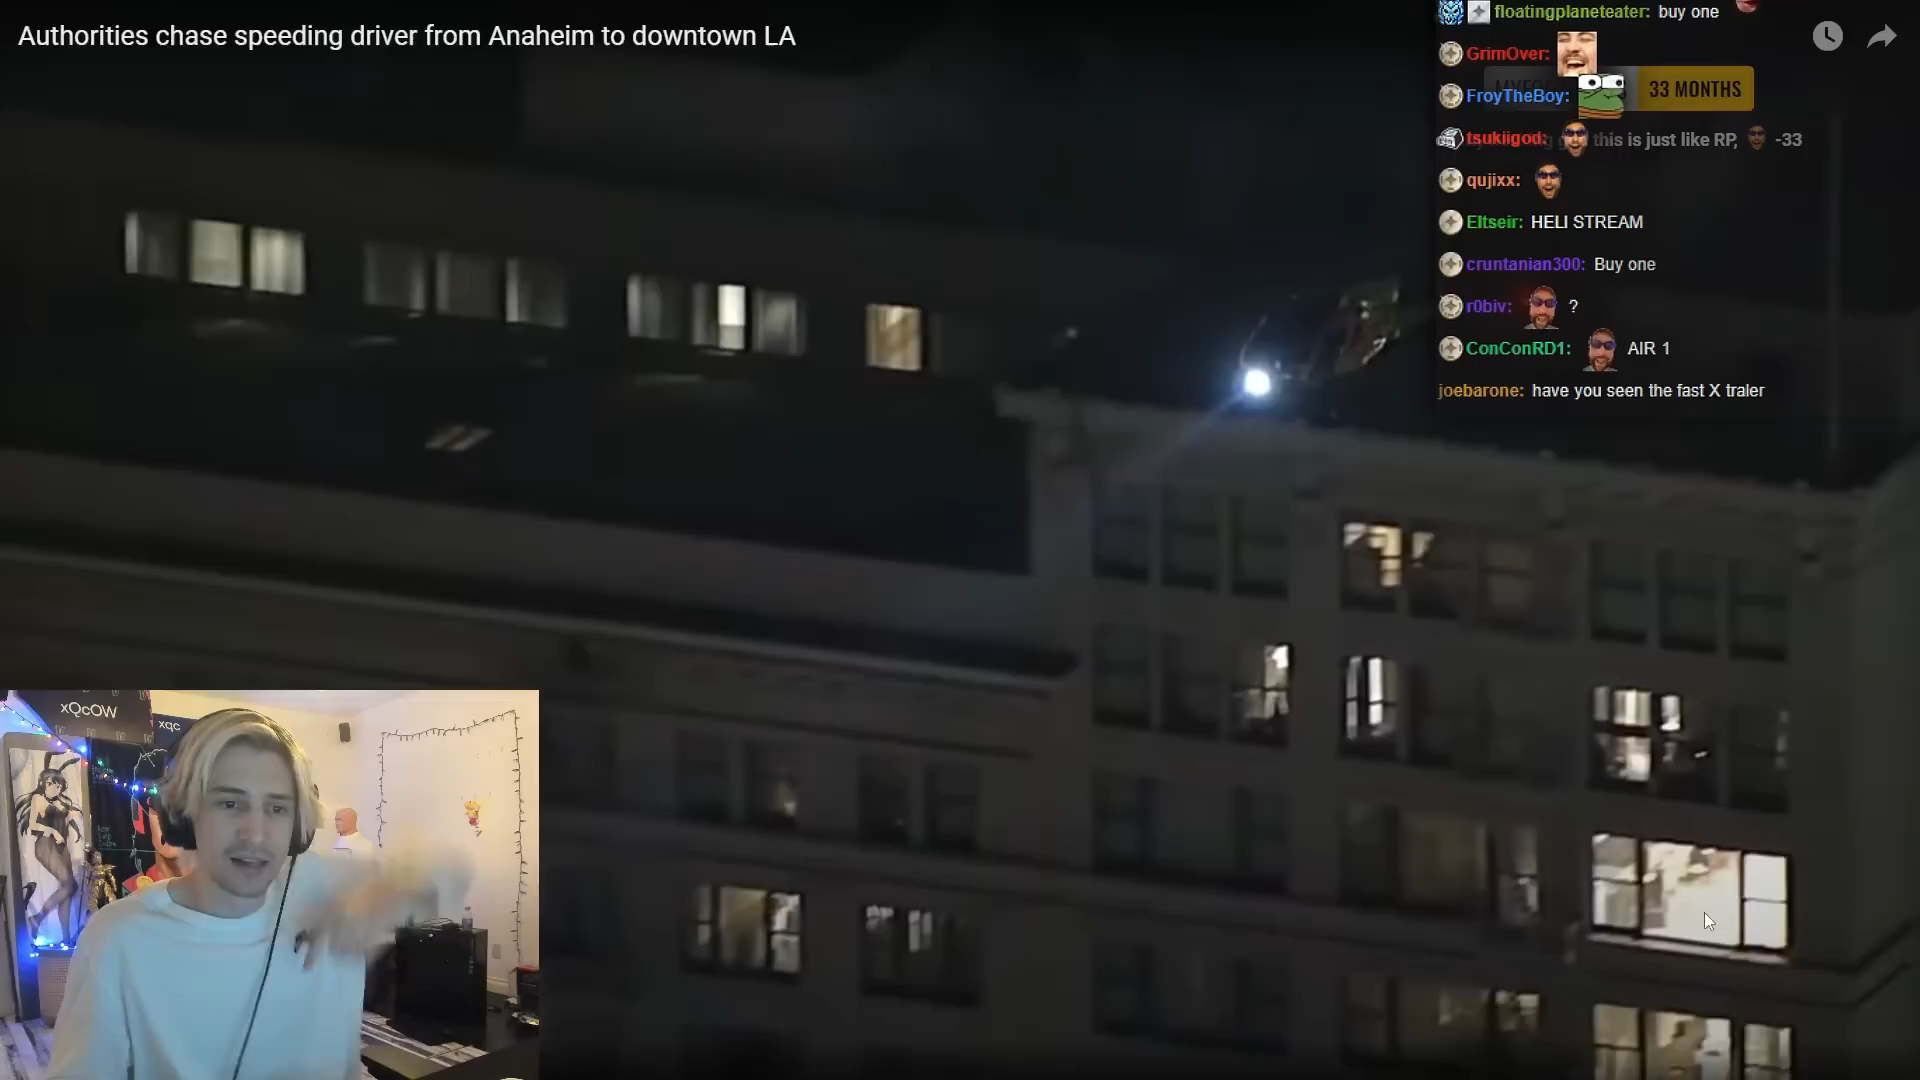 Authorities chase speeding driver from Anaheim to downtown LA
floatingplaneteater: buy one
GrimOver:
33 MONTHS
FroyTheBoy:
tsukiigod: this is just like RP, -33
qujixx:
Eltseir: HELI STREAM
cruntanian300: Buy one
r0biv: ?
ConConRD1: AIR 1
joebarone: have you seen the fast X traler
xQcOW
xqc